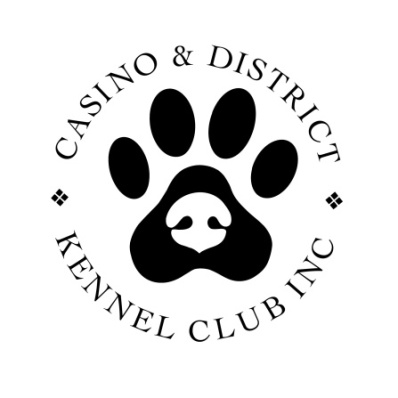 CASINO & DISTRICT
KENNEL CLUB INC